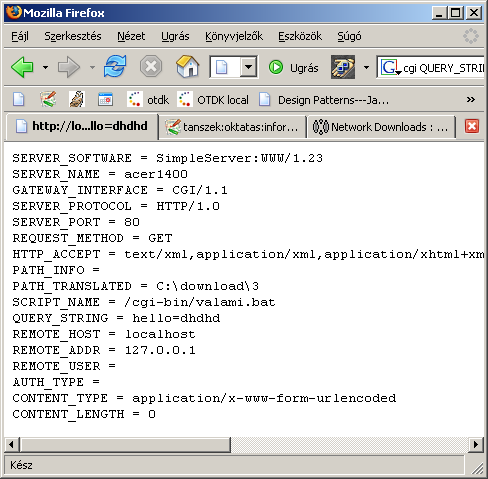 Mozilla Firefox
Fájl Szerkesztés Nézet Ugrás Könyvjelzők Eszközök Súgó
Ugrás G cgi QUERY_STRI
otdk OTDK local Design Patterns---Ja...
http://lo...llo=dhdhd tanszek:oktatas:infor... Network Downloads : ...
SERVER_SOFTWARE = SimpleServer:WWW/1.23
SERVER_NAME = acer1400
GATEWAY_INTERFACE = CGI/1.1
SERVER_PROTOCOL = HTTP/1.0
SERVER_PORT = 80
REQUEST_METHOD = GET
HTTP_ACCEPT = text/xml,application/xml,application/xhtml+xm
PATH_INFO =
PATH_TRANSLATED = C:\download\3
SCRIPT_NAME = /cgi-bin/valami.bat
QUERY_STRING = hello=dhdhd
REMOTE_HOST = localhost
REMOTE_ADDR = 127.0.0.1
REMOTE_USER =
AUTH_TYPE =
CONTENT_TYPE = application/x-www-form-urlencoded
CONTENT_LENGTH = 0
Kész